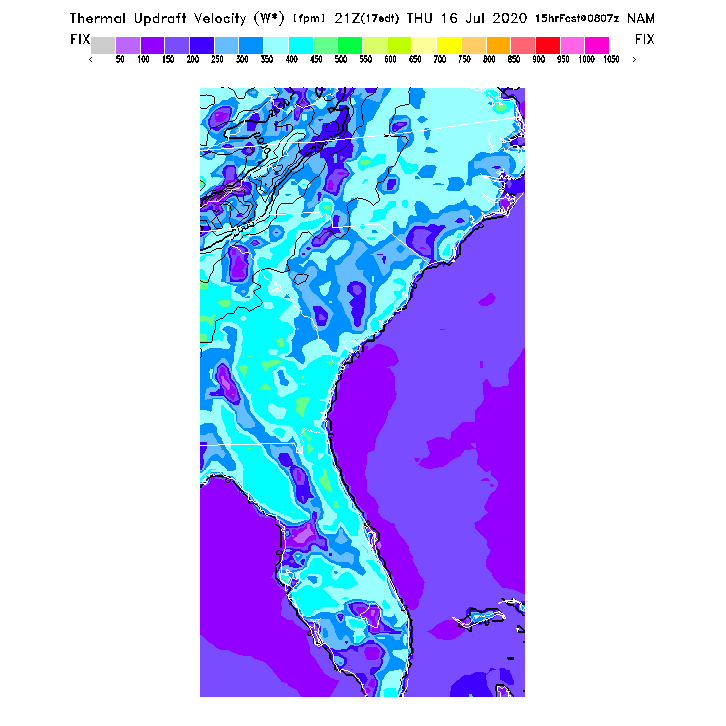 Thermal Updraft Velocity (W*) [fpm] 21Z(17edt) THU 16 Jul 2020 15hrFcst@0807z NAM
FIX FIX
< 50 100 150 200 250 300 350 400 450 500 550 600 650 700 750 800 850 900 950 1000 1050 >